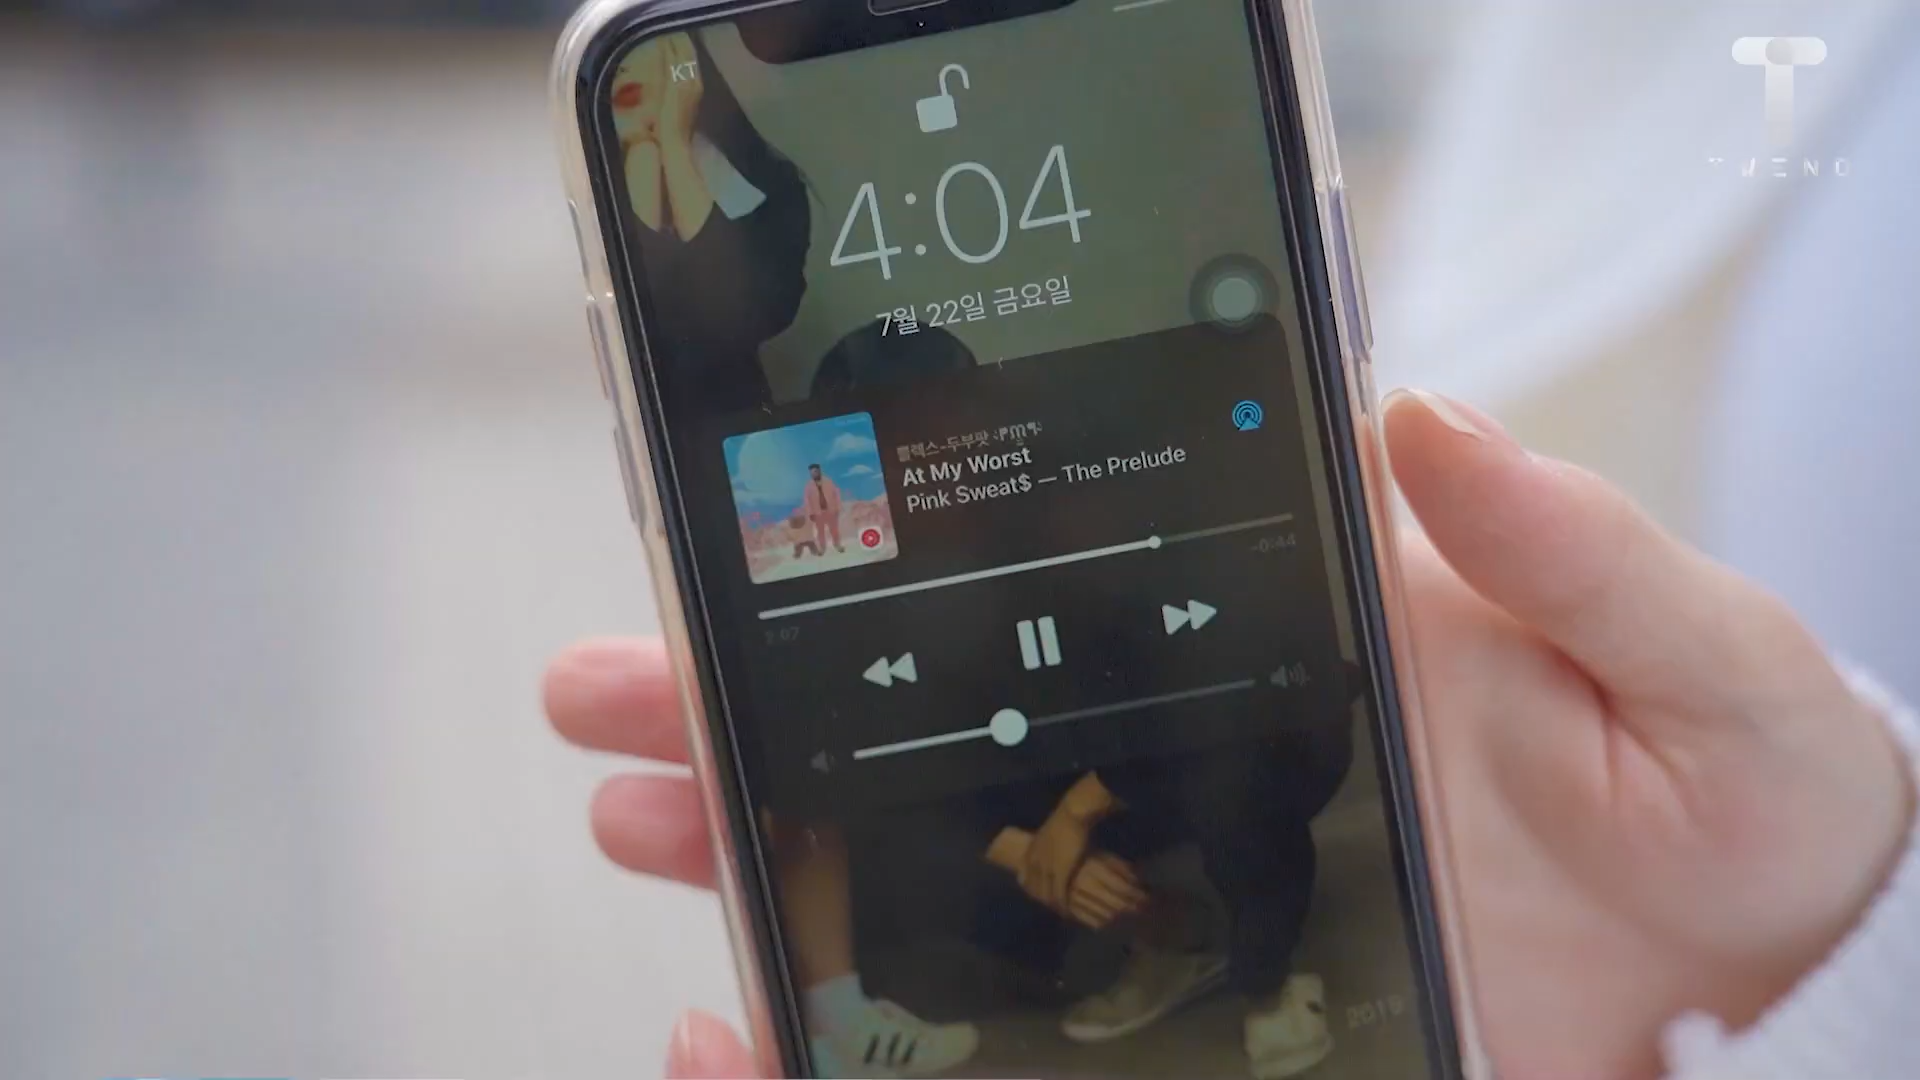 KT
4:04
7월 22일 금요일
At My Worst
Pink Sweat$ — The Prelude
-0:44
2019